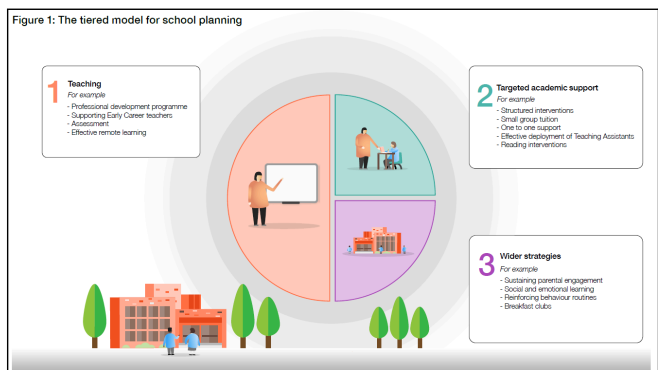 Figure 1: The tiered model for school planning
1
Teaching
For example
- Professional development programme
- Supporting Early Career teachers
- Assessment
- Effective remote learning
2
Targeted academic support
For example
- Structured interventions
- Small group tuition
- One to one support
- Effective deployment of Teaching Assistants
- Reading interventions
3
Wider strategies
For example
- Sustaining parental engagement
- Social and emotional learning
- Reinforcing behaviour routines
- Breakfast clubs